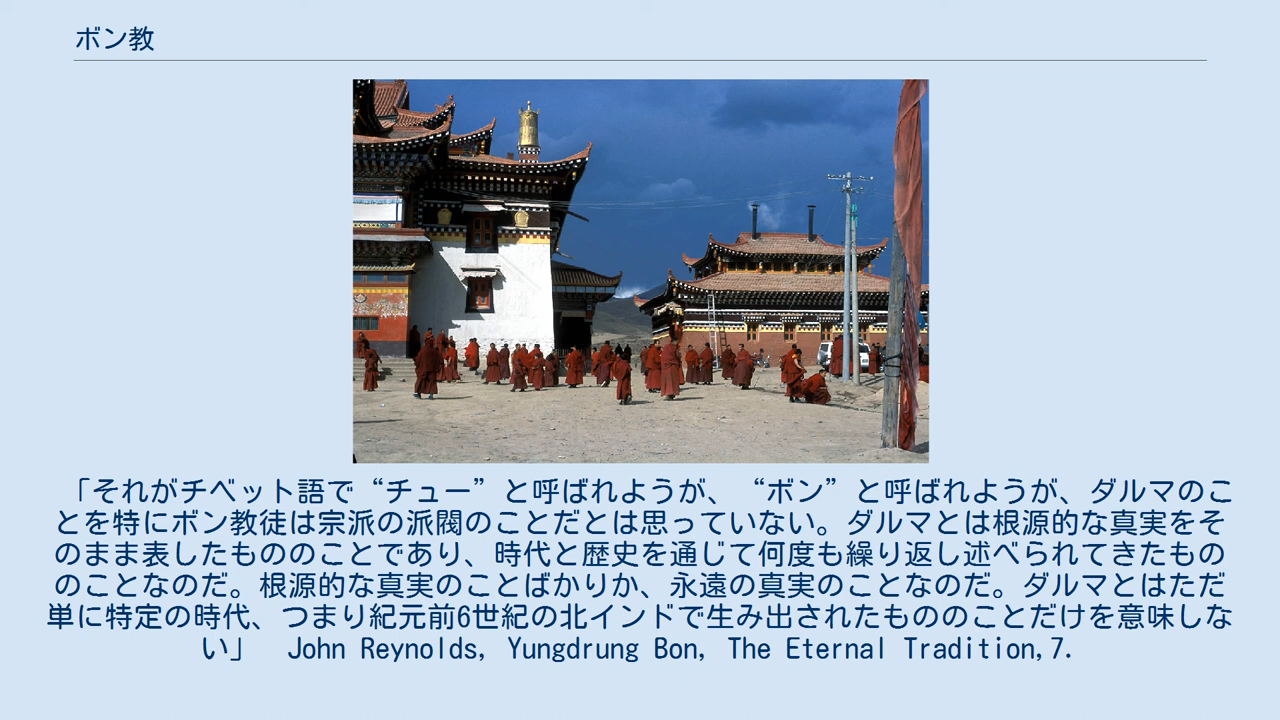 ボン教
「それがチベット語で“チュー”と呼ばれようが、“ボン”と呼ばれようが、ダルマのこ
とを特にボン教徒は宗派の派閥のことだとは思っていない。ダルマとは根源的な真実をそ
のまま表したもののことであり、時代と歴史を通じて何度も繰り返し述べられてきたもの
のことなのだ。根源的な真実のことばかりか、永遠の真実のことなのだ。ダルマとはただ
単に特定の時代、つまり紀元前6世紀の北インドで生み出されたもののことだけを意味しな
い」　John Reynolds, Yungdrung Bon, The Eternal Tradition,7.